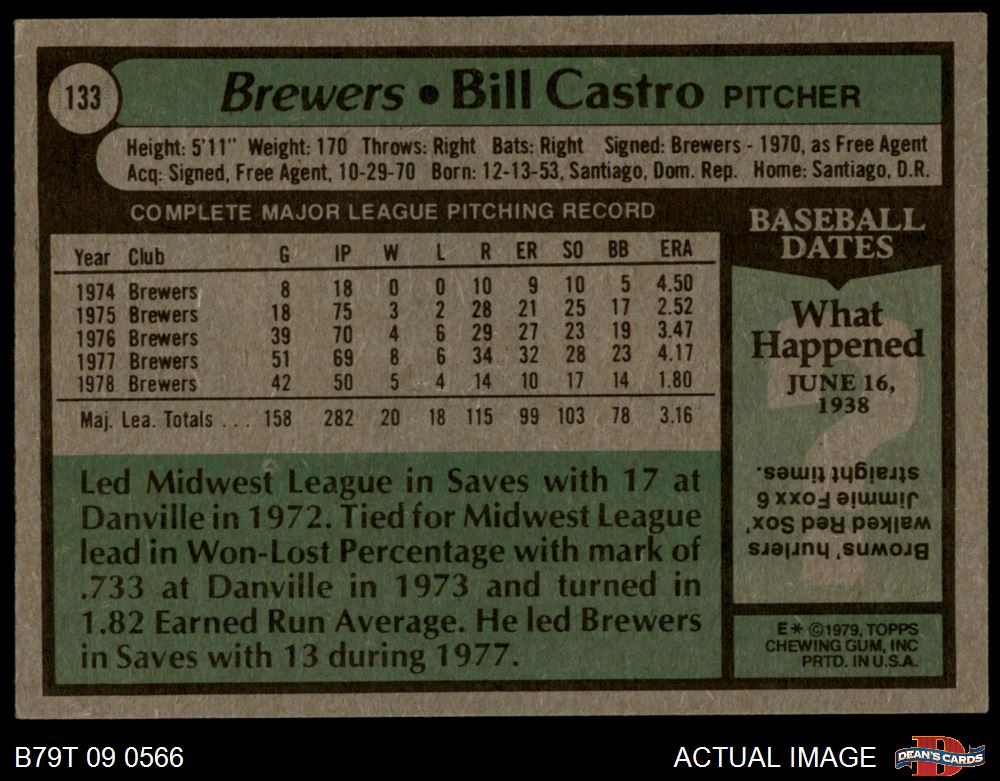 133
Brewers • Bill Castro PITCHER
Height: 5'11" Weight: 170 Throws: Right Bats: Right Signed: Brewers - 1970, as Free Agent
Acq: Signed, Free Agent, 10-29-70 Born: 12-13-53, Santiago, Dom. Rep. Home: Santiago, D.R.
COMPLETE MAJOR LEAGUE PITCHING RECORD
Year Club G IP W L R ER SO BB ERA
1974 Brewers 8 18 0 0 10 9 10 5 4.50
1975 Brewers 18 75 3 2 28 21 25 17 2.52
1976 Brewers 39 70 4 6 29 27 23 19 3.47
1977 Brewers 51 69 8 6 34 32 28 23 4.17
1978 Brewers 42 50 5 4 14 10 17 14 1.80
Maj. Lea. Totals . . . 158 282 20 18 115 99 103 78 3.16
Led Midwest League in Saves with 17 at
Danville in 1972. Tied for Midwest League
lead in Won-Lost Percentage with mark of
.733 at Danville in 1973 and turned in
1.82 Earned Run Average. He led Brewers
in Saves with 13 during 1977.
BASEBALL
DATES
What
Happened
JUNE 16,
1938
?
Browns' hurlers
walked Red Sox'
Jimmie Foxx 6
straight times.
E* ©1979, TOPPS
CHEWING GUM, INC
PRTD. IN U.S.A.
B79T 09 0566
ACTUAL IMAGE
D
DEAN'S CARDS